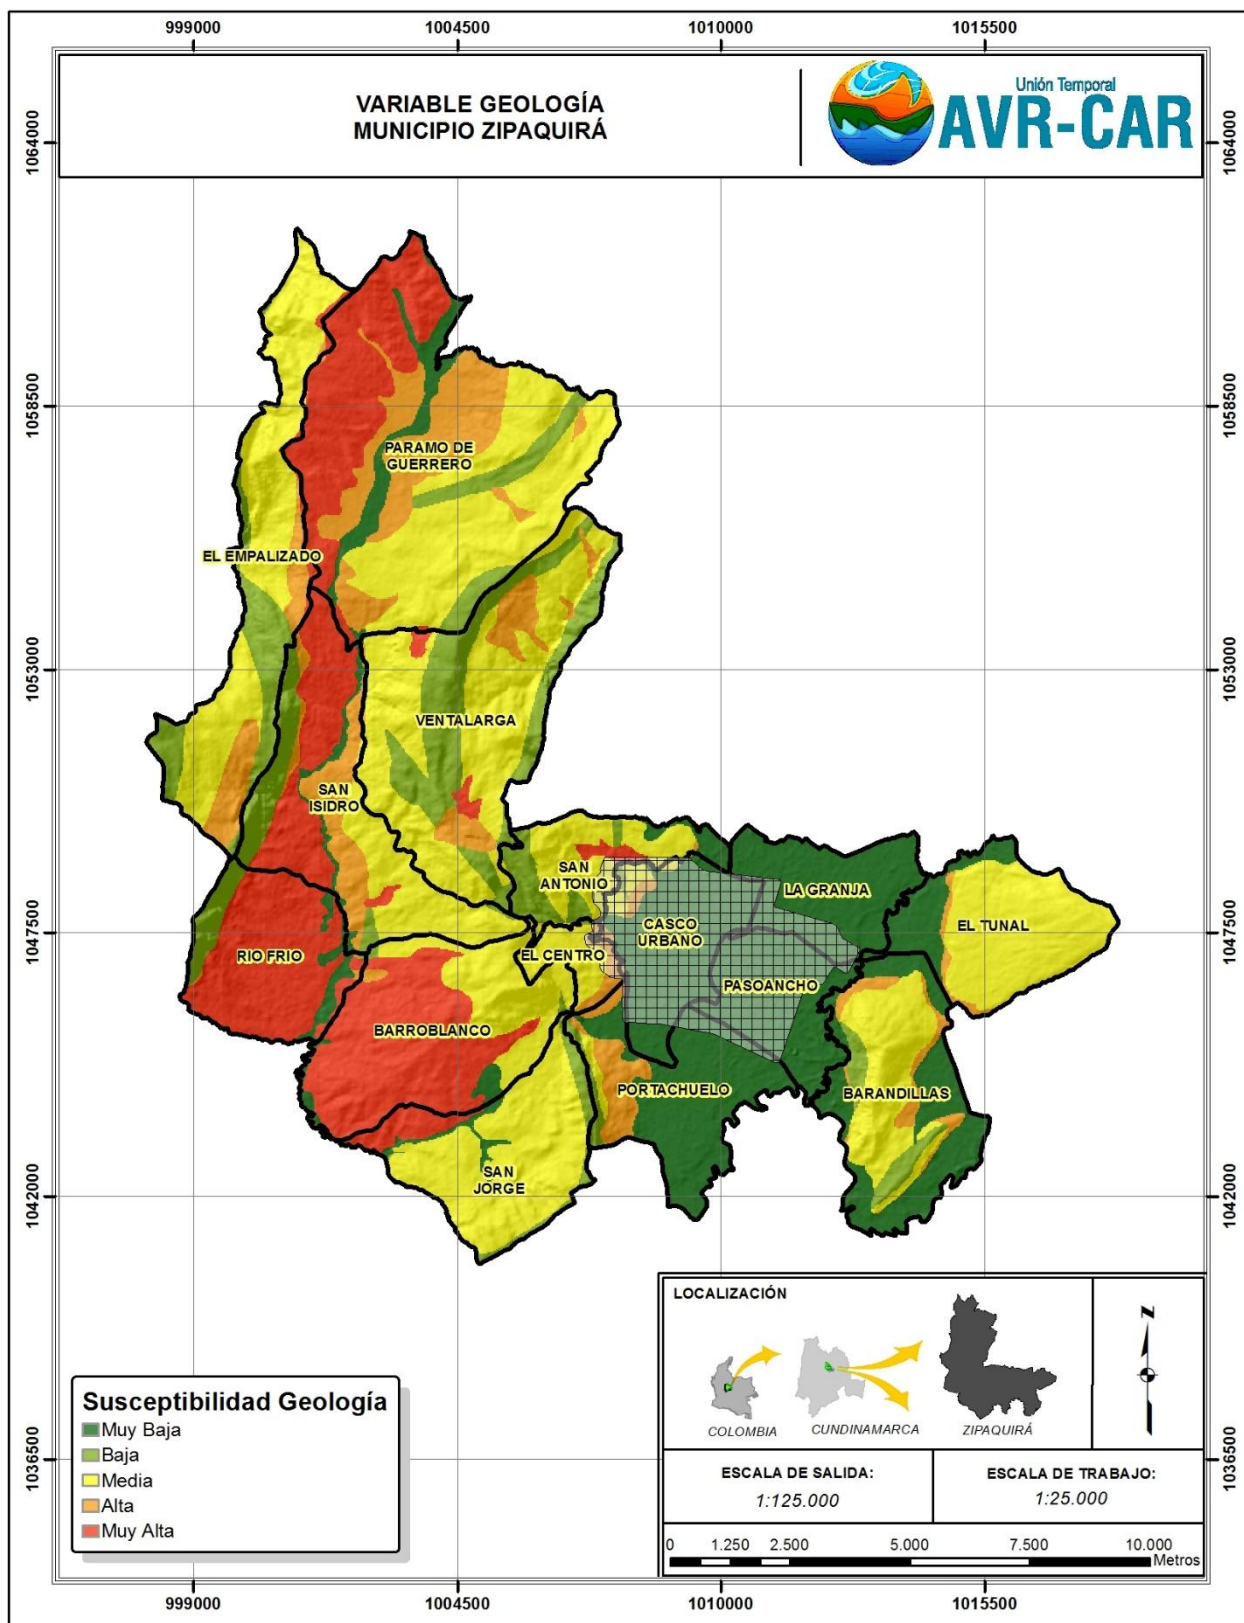 999000 1004500 1010000 1015500
VARIABLE GEOLOGÍA
MUNICIPIO ZIPAQUIRÁ
Unión Temporal
AVR-CAR
1064000 1064000
1058500 1058500
PARAMO DE
GUERRERO
EL EMPALIZADO
1053000 1053000
VENTALARGA
SAN
ISIDRO
SAN
ANTONIO
LA GRANJA
CASCO
URBANO
EL TUNAL
1047500 1047500
RIO FRIO
EL CENTRO
PASOANCHO
BARROBLANCO
PORTACHUELO
BARANDILLAS
SAN
JORGE
1042000 1042000
LOCALIZACIÓN
N
COLOMBIA
CUNDINAMARCA
ZIPAQUIRÁ
1036500 1036500
Susceptibilidad Geología
Muy Baja
Baja
Media
Alta
Muy Alta
ESCALA DE SALIDA:
1:125.000
ESCALA DE TRABAJO:
1:25.000
0 1.250 2.500 5.000 7.500 10.000
Metros
999000 1004500 1010000 1015500